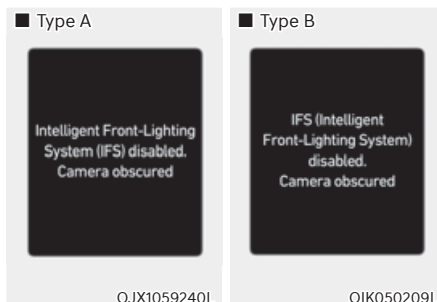 ■ Type A
Intelligent Front-Lighting
System (IFS) disabled.
Camera obscured
OJX1059240L
■ Type B
IFS (Intelligent
Front-Lighting System)
disabled.
Camera obscured
OIK050209L